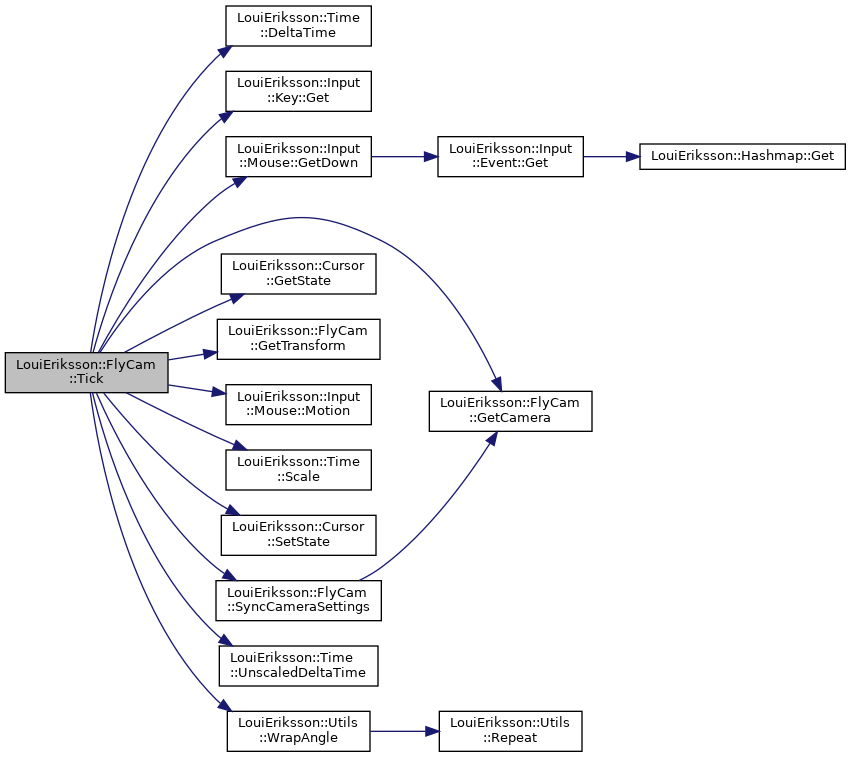 LouiEriksson::FlyCam
::Tick
LouiEriksson::Time
::DeltaTime
LouiEriksson::Input
::Key::Get
LouiEriksson::Input
::Mouse::GetDown
LouiEriksson::Input
::Event::Get
LouiEriksson::Hashmap::Get
LouiEriksson::Cursor
::GetState
LouiEriksson::FlyCam
::GetTransform
LouiEriksson::Input
::Mouse::Motion
LouiEriksson::FlyCam
::GetCamera
LouiEriksson::Time
::Scale
LouiEriksson::Cursor
::SetState
LouiEriksson::FlyCam
::SyncCameraSettings
LouiEriksson::Time
::UnscaledDeltaTime
LouiEriksson::Utils
::WrapAngle
LouiEriksson::Utils
::Repeat